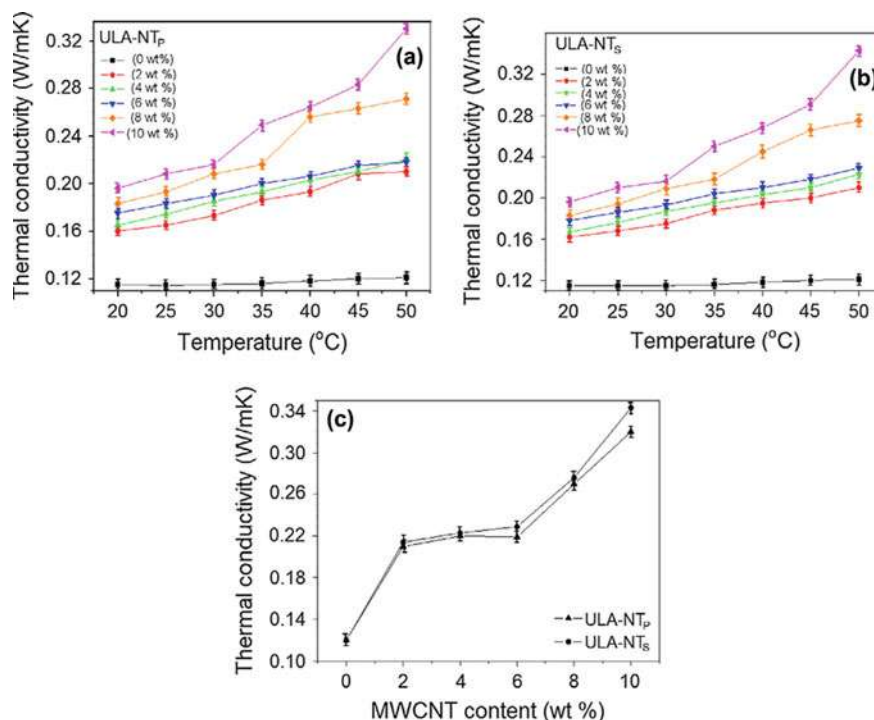 ULA-NTP
(a)
(0 wt%)
(2 wt %)
(4 wt %)
(6 wt %)
(8 wt %)
(10 wt %)
Thermal conductivity (W/mK)
0.32
0.28
0.24
0.20
0.16
0.12
20 25 30 35 40 45 50
Temperature (°C)
ULA-NTS
(b)
(0 wt %)
(2 wt %)
(4 wt %)
(6 wt %)
(8 wt %)
(10 wt %)
Thermal conductivity (W/mK)
0.32
0.28
0.24
0.20
0.16
0.12
20 25 30 35 40 45 50
Temperature (°C)
(c)
Thermal conductivity (W/mK)
0.34
0.30
0.26
0.22
0.18
0.14
0.10
ULA-NTP
ULA-NTS
0 2 4 6 8 10
MWCNT content (wt %)